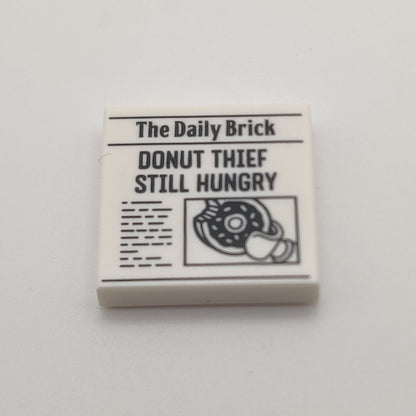 The Daily Brick
DONUT THIEF
STILL HUNGRY